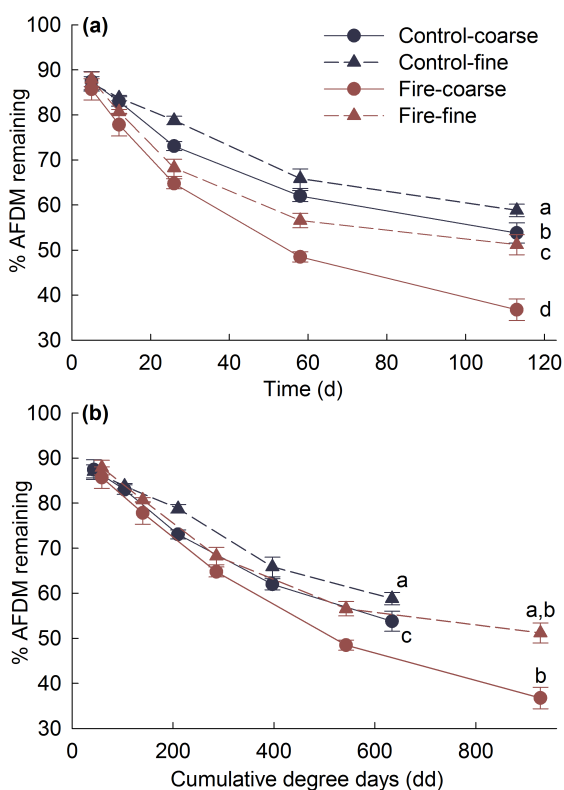 (a)
Control-coarse
Control-fine
Fire-coarse
Fire-fine
% AFDM remaining
100
90
80
70
60
50
40
30
a
b
c
d
0 20 40 60 80 100 120
Time (d)
(b)
% AFDM remaining
100
90
80
70
60
50
40
30
a
c
a,b
b
0 200 400 600 800
Cumulative degree days (dd)